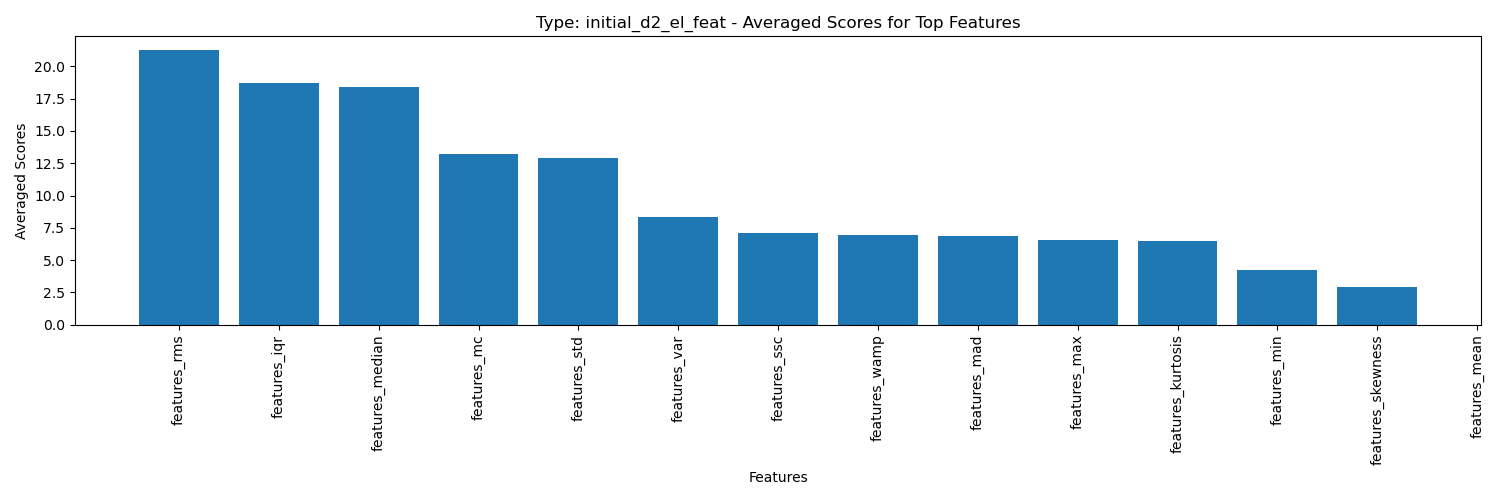 Type: initial_d2_el_feat - Averaged Scores for Top Features
Averaged Scores
20.0
17.5
15.0
12.5
10.0
7.5
5.0
2.5
0.0
features_rms
features_iqr
features_median
features_mc
features_std
features_var
features_ssc
features_wamp
features_mad
features_max
features_kurtosis
features_min
features_skewness
features_mean
Features